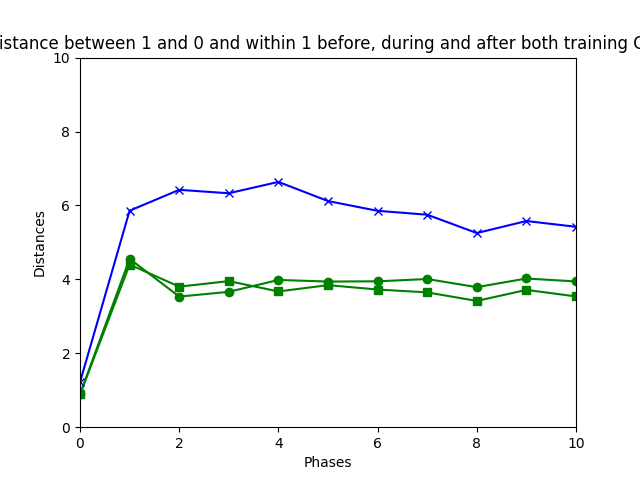 istance between 1 and 0 and within 1 before, during and after both training
10
8
6
4
2
0
Distances
0 2 4 6 8 10
Phases